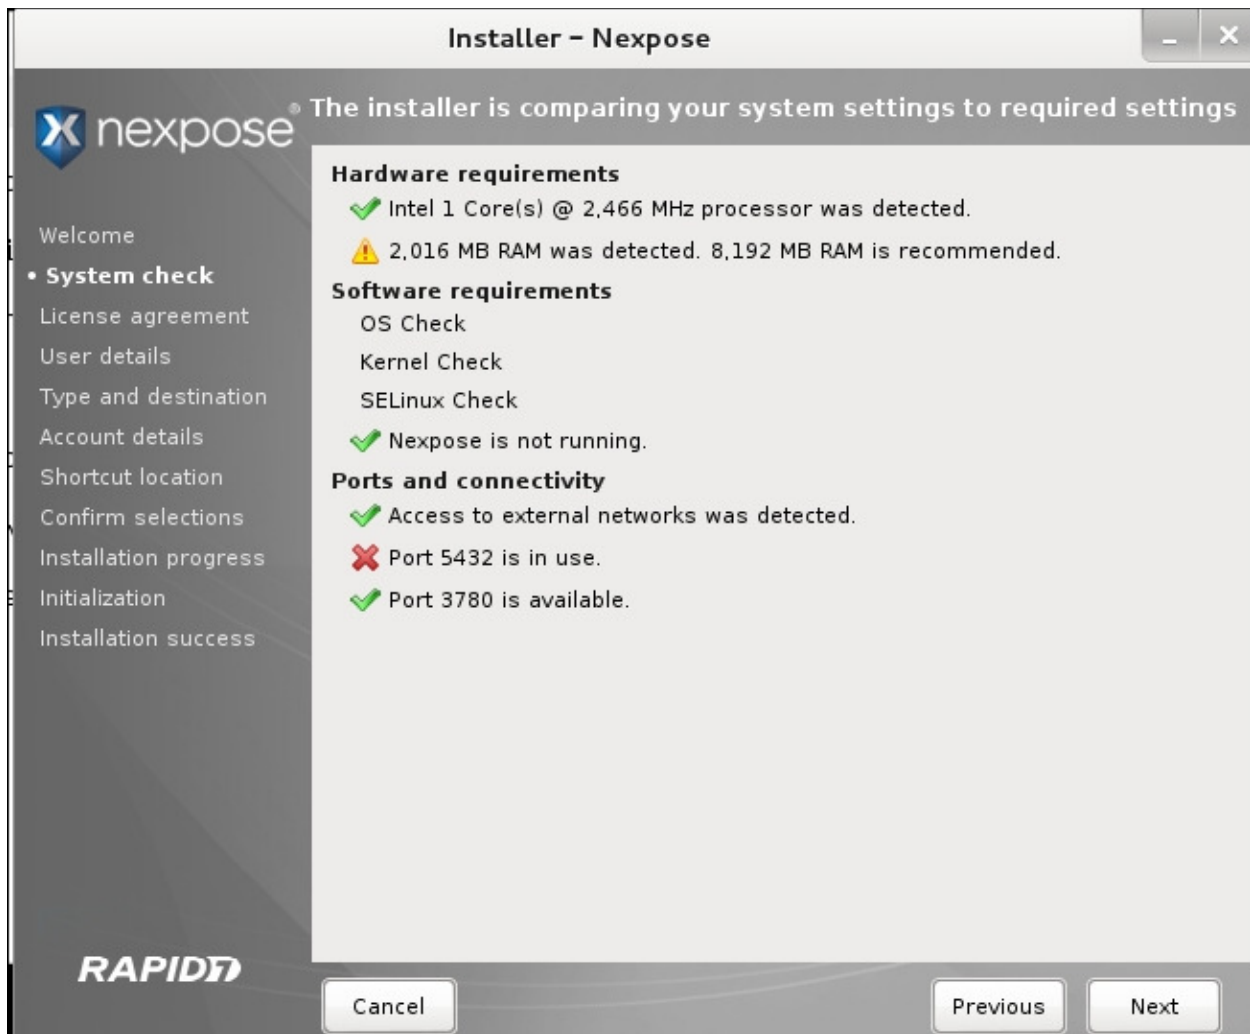 Installer – Nexpose
nexpose®
The installer is comparing your system settings to required settings
Welcome
• System check
License agreement
User details
Type and destination
Account details
Shortcut location
Confirm selections
Installation progress
Initialization
Installation success
RAPID7
Hardware requirements
Intel 1 Core(s) @ 2,466 MHz processor was detected.
2,016 MB RAM was detected. 8,192 MB RAM is recommended.
Software requirements
OS Check
Kernel Check
SELinux Check
Nexpose is not running.
Ports and connectivity
Access to external networks was detected.
Port 5432 is in use.
Port 3780 is available.
Cancel
Previous
Next